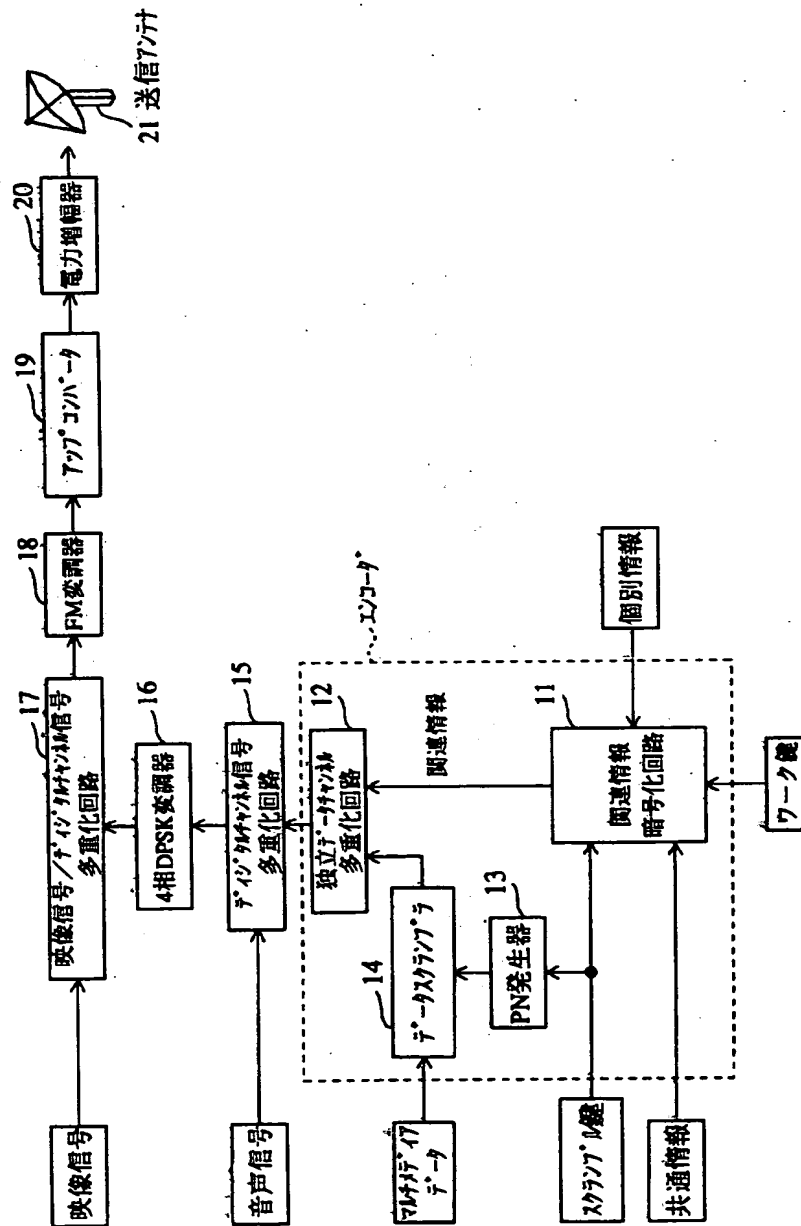 映像信号
17
映像信号/ディジタルチャンネル信号
多重化回路
18
FM変調器
19
アップコンバータ
20
電力増幅器
21 送信アンテナ
16
4相DPSK変調器
音声信号
15
ディジタルチャンネル信号
多重化回路
エンコーダ
12
独立データチャンネル
多重化回路
関連情報
マルチメディア
データ
14
データスクランブラ
13
PN発生器
11
関連情報
暗号化回路
個別情報
スクランブル鍵
共通情報
ワーク鍵